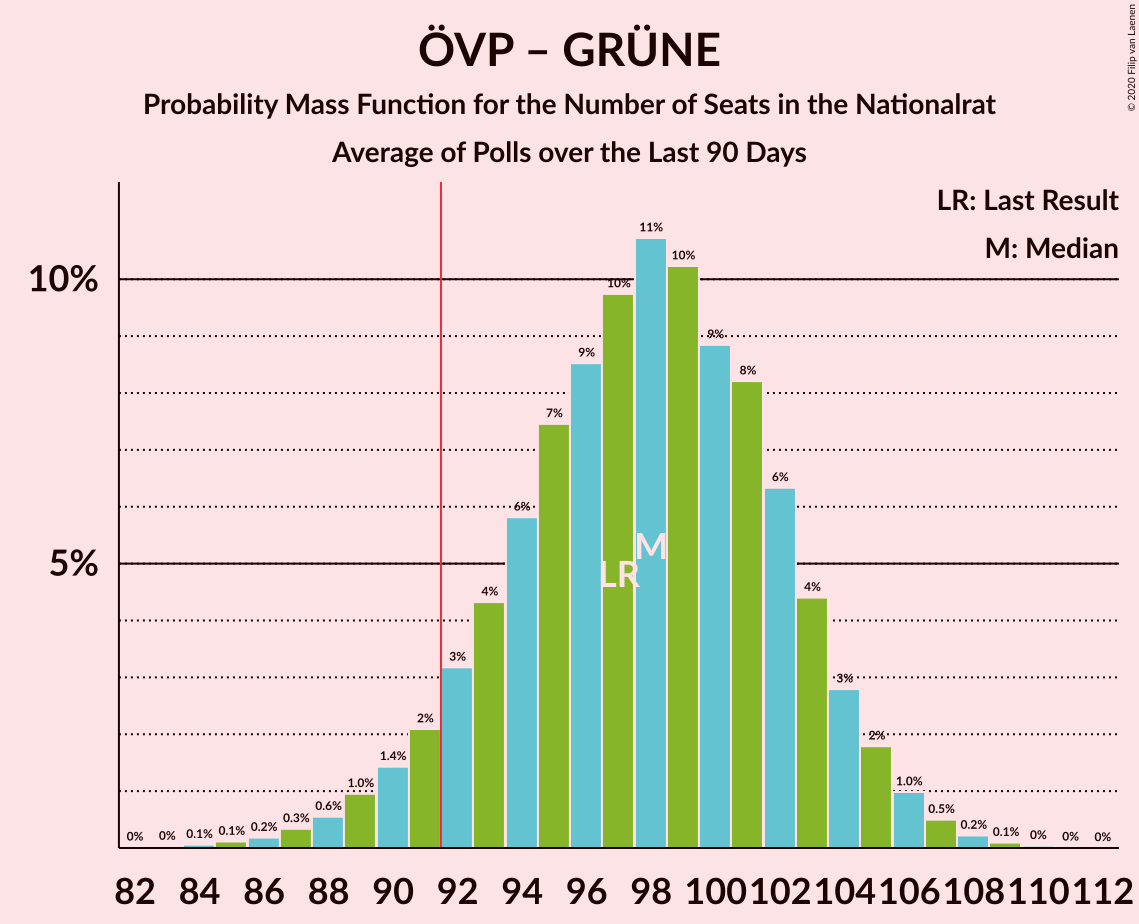 ÖVP – GRÜNE
Probability Mass Function for the Number of Seats in the Nationalrat
Average of Polls over the Last 90 Days
© 2020 Filip van Laenen
LR: Last Result
M: Median
10%
5%
0% 0% 0.1% 0.1% 0.2% 0.3% 0.6% 1.0% 1.4% 2% 3% 4% 6% 7% 9% 10% 11% 10% 9% 8% 6% 4% 3% 2% 1.0% 0.5% 0.2% 0.1% 0% 0% 0%
M
LR
82 84 86 88 90 92 94 96 98 100 102 104 106 108 110 112